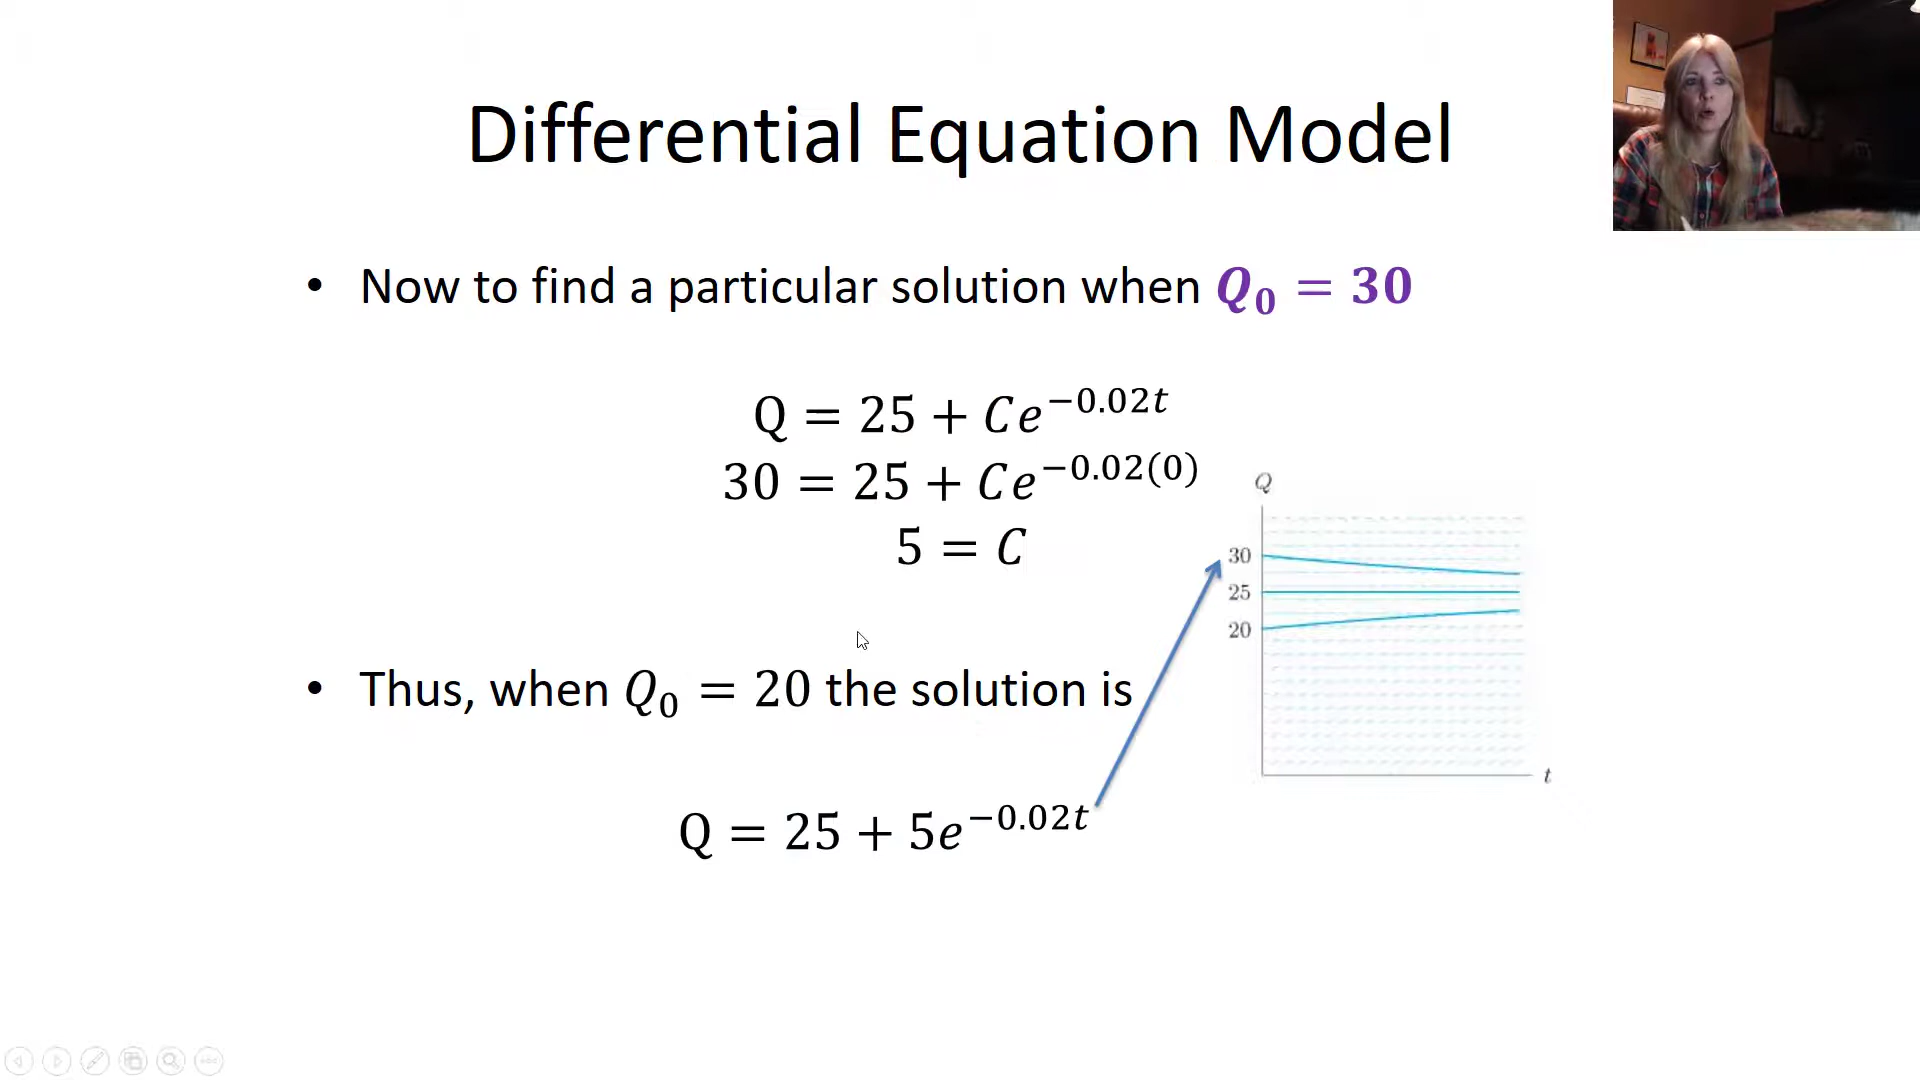 Differential Equation Model
• Now to find a particular solution when Q₀ = 30
Q = 25 + Ce^{−0.02t}
30 = 25 + Ce^{−0.02(0)}
5 = C
• Thus, when Q₀ = 20 the solution is
Q = 25 + 5e^{−0.02t}
Q
30
25
20
t